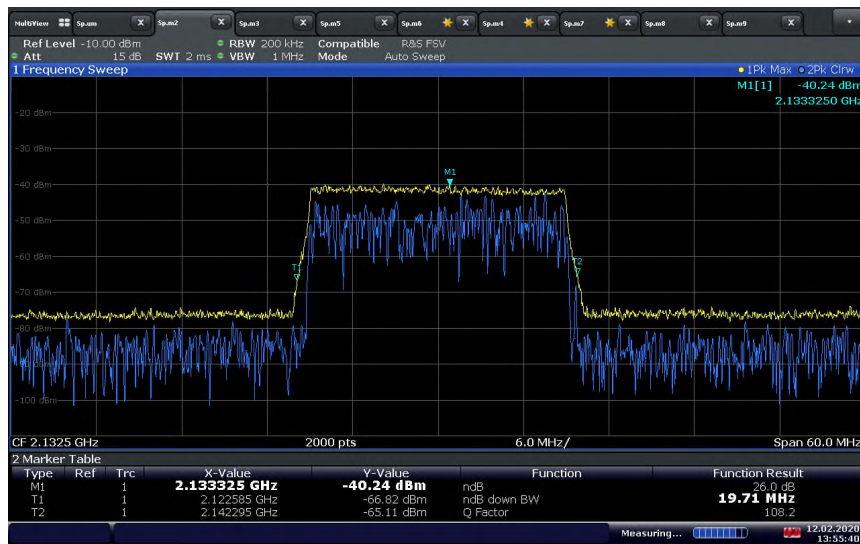 MultiView Sp.um X Sp.m2 X Sp.m3 X Sp.m5 X Sp.m6 X Sp.m4 X Sp.m7 X Sp.m8 X Sp.m9 X
Ref Level -10.00 dBm RBW 200 kHz Compatible R&S FSV
Att 15 dB SWT 2 ms VBW 1 MHz Mode Auto Sweep
1 Frequency Sweep 1Pk Max 2Pk Clrw
M1[1] -40.24 dBm
2.1333250 GHz
-20 dBm
-30 dBm
M1
-40 dBm
-50 dBm
-60 dBm
T1 T2
-70 dBm
-80 dBm
-100 dBm
CF 2.1325 GHz 2000 pts 6.0 MHz/ Span 60.0 MHz
2 Marker Table
Type Ref Trc X-Value Y-Value Function Function Result
M1 1 2.133325 GHz -40.24 dBm ndB 26.0 dB
T1 1 2.122585 GHz -66.82 dBm ndB down BW 19.71 MHz
T2 1 2.142295 GHz -65.11 dBm Q Factor 108.2
Measuring... 12.02.2020
13:55:40